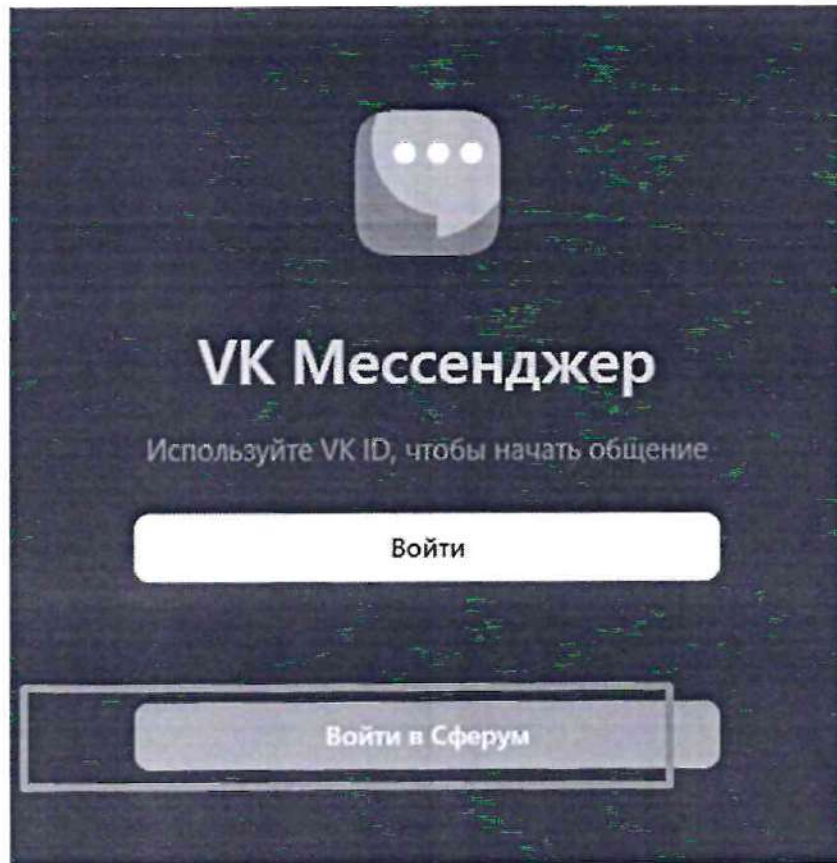 VK Мессенджер
Используйте VK ID, чтобы начать общение
Войти
Войти в Сферум